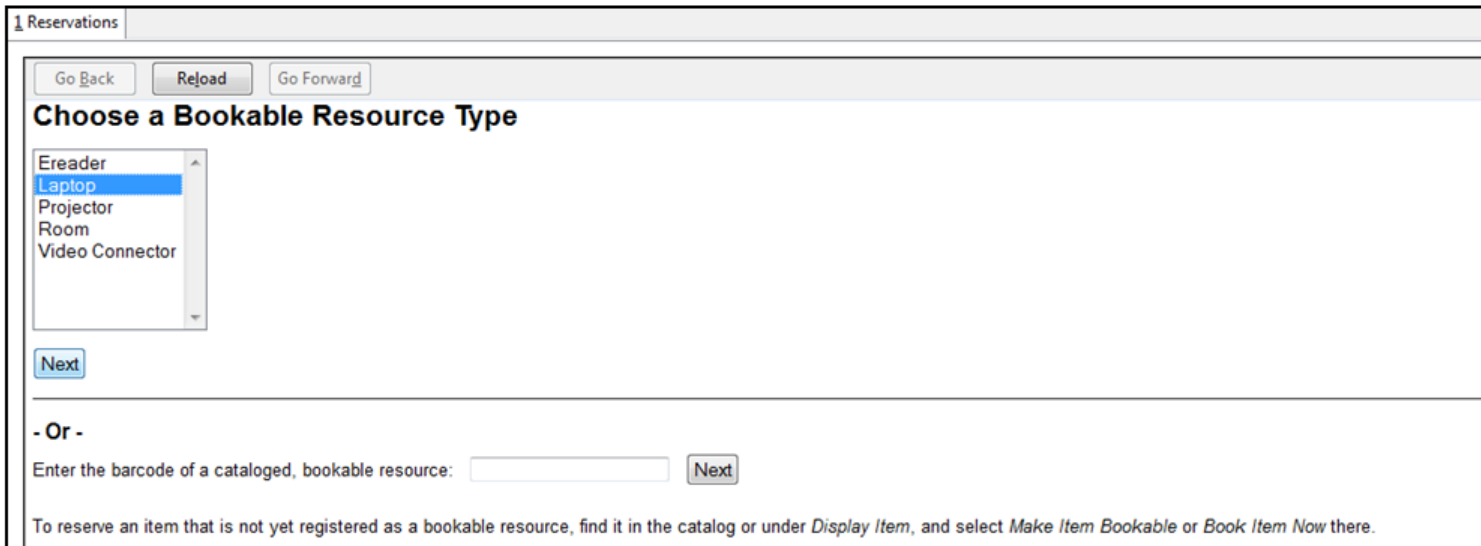 1 Reservations
Go Back Reload Go Forward
Choose a Bookable Resource Type
Ereader
Laptop
Projector
Room
Video Connector
Next
- Or -
Enter the barcode of a cataloged, bookable resource: Next
To reserve an item that is not yet registered as a bookable resource, find it in the catalog or under Display Item, and select Make Item Bookable or Book Item Now there.